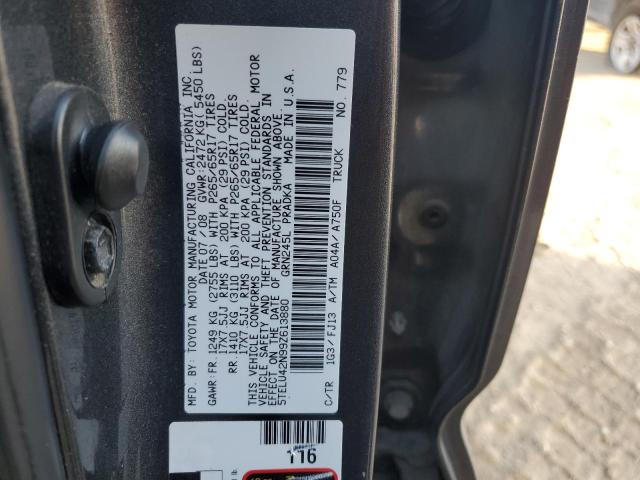 MFD. BY: TOYOTA MOTOR MANUFACTURING CALIFORNIA INC.
DATE 07 / 08 GVWR: 2472 KG ( 5450 LBS)
GAWR: FR. 1249 KG (2755 LBS) WITH P265/65R17 TIRES
17X7.5JJ RIMS AT 200 KPA (29 PSI) COLD.
RR. 1410 KG (3110 LBS) WITH P265/65R17 TIRES
17X7.5JJ RIMS AT 200 KPA (29 PSI) COLD.
THIS VEHICLE CONFORMS TO ALL APPLICABLE FEDERAL MOTOR
VEHICLE SAFETY AND THEFT PREVENTION STANDARDS IN
EFFECT ON THE DATE OF MANUFACTURE SHOWN ABOVE.
5TELU42N99Z613880 GRN245L PRADKA MADE IN U.S.A.
C/TR 1G3/FJ13 A/TM A04A/A750F TRUCK NO. 779
116